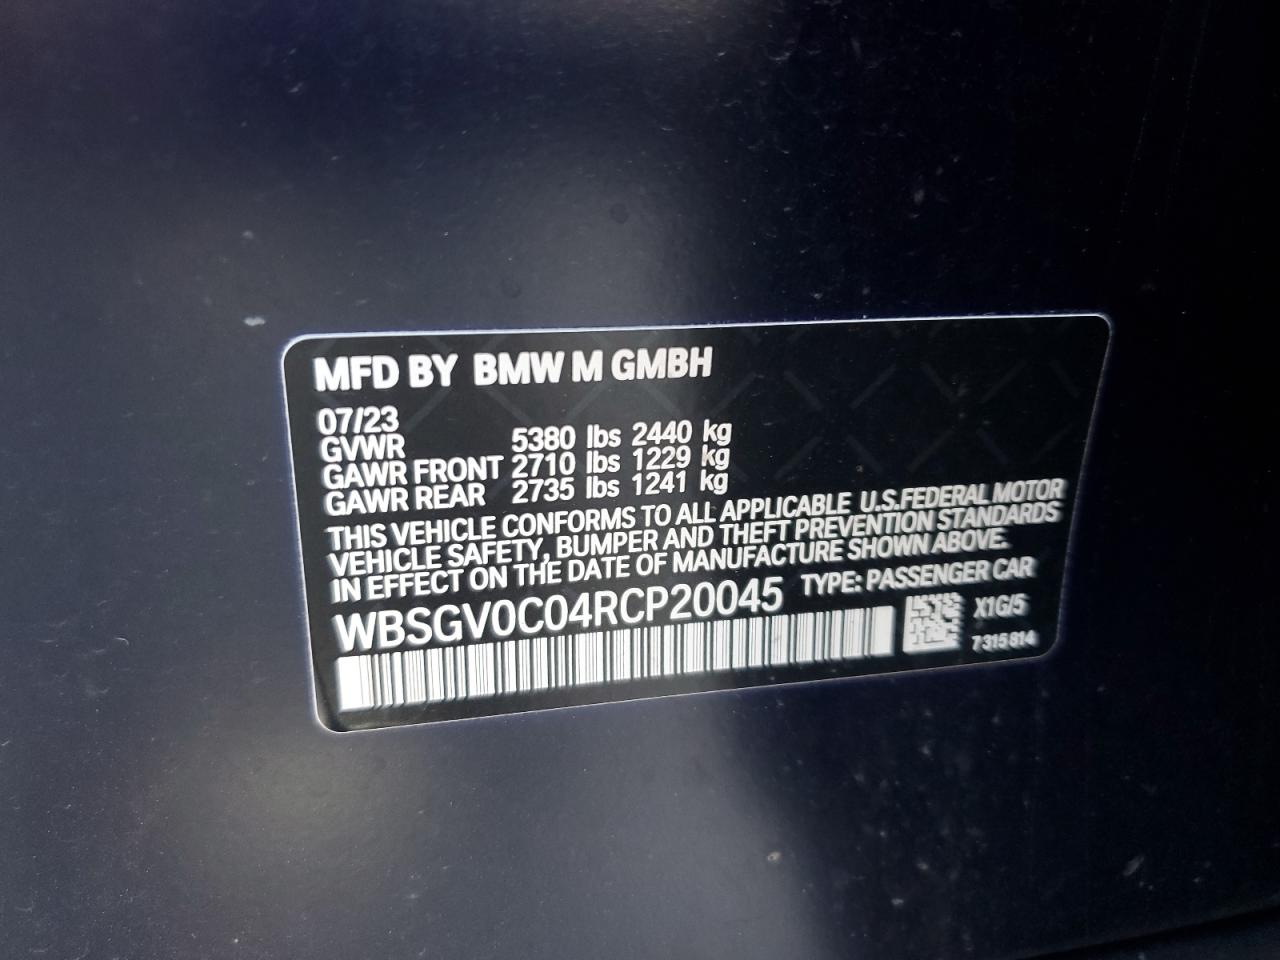 MFD BY BMW M GMBH
07/23
GVWR 5380 lbs 2440 kg
GAWR FRONT 2710 lbs 1229 kg
GAWR REAR 2735 lbs 1241 kg
THIS VEHICLE CONFORMS TO ALL APPLICABLE U.S.FEDERAL MOTOR
VEHICLE SAFETY, BUMPER AND THEFT PREVENTION STANDARDS
IN EFFECT ON THE DATE OF MANUFACTURE SHOWN ABOVE.
WBSGV0C04RCP20045 TYPE: PASSENGER CAR
X1G/5
7315814